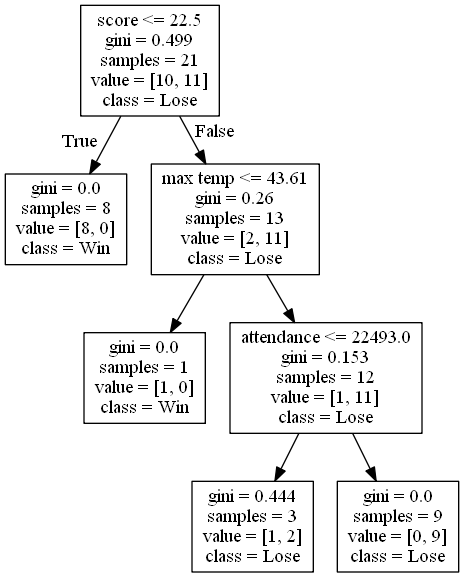 score <= 22.5
gini = 0.499
samples = 21
value = [10, 11]
class = Lose
True
False
gini = 0.0
samples = 8
value = [8, 0]
class = Win
max temp <= 43.61
gini = 0.26
samples = 13
value = [2, 11]
class = Lose
gini = 0.0
samples = 1
value = [1, 0]
class = Win
attendance <= 22493.0
gini = 0.153
samples = 12
value = [1, 11]
class = Lose
gini = 0.444
samples = 3
value = [1, 2]
class = Lose
gini = 0.0
samples = 9
value = [0, 9]
class = Lose